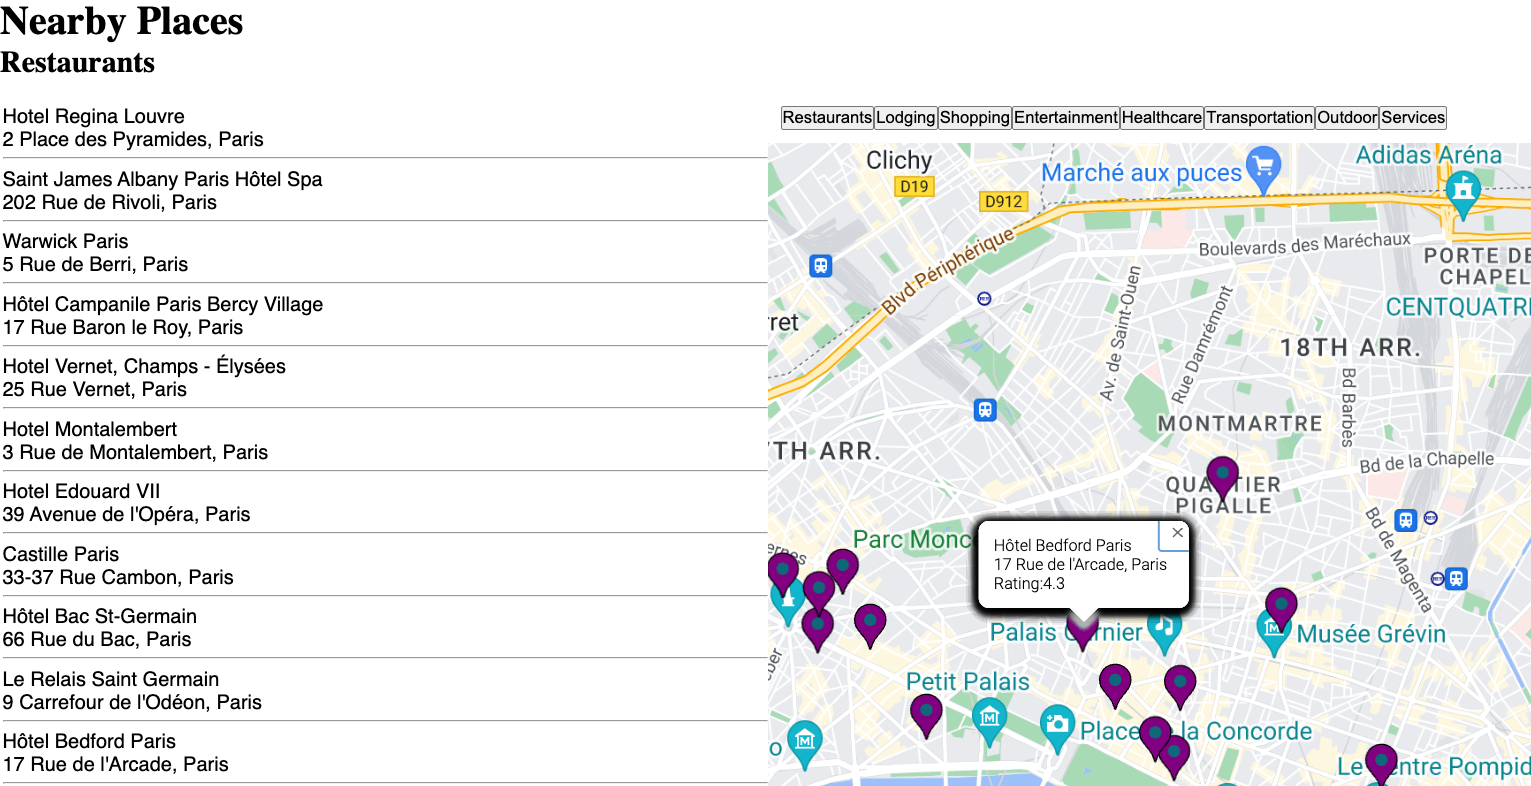 Nearby Places
Restaurants
Hotel Regina Louvre
2 Place des Pyramides, Paris
Saint James Albany Paris Hôtel Spa
202 Rue de Rivoli, Paris
Warwick Paris
5 Rue de Berri, Paris
Hôtel Campanile Paris Bercy Village
17 Rue Baron le Roy, Paris
Hotel Vernet, Champs - Élysées
25 Rue Vernet, Paris
Hotel Montalembert
3 Rue de Montalembert, Paris
Hotel Edouard VII
39 Avenue de l'Opéra, Paris
Castille Paris
33-37 Rue Cambon, Paris
Hôtel Bac St-Germain
66 Rue du Bac, Paris
Le Relais Saint Germain
9 Carrefour de l'Odéon, Paris
Hôtel Bedford Paris
17 Rue de l'Arcade, Paris
Restaurants Lodging Shopping Entertainment Healthcare Transportation Outdoor Services
Clichy
Adidas Aréna
Marché aux puces
D19
D912
Blvd Périphérique
Boulevards des Maréchaux
PORTE DE
CHAPEL
CENTQUATR
ret
Av. de Saint-Ouen
Rue Damrémont
18TH ARR.
Bd Barbès
MONTMARTRE
TH ARR.
Bd de la Chapelle
PIGALLE
Bd de Magenta
Parc Monc
ernes
Hôtel Bedford Paris
17 Rue de l'Arcade, Paris
Rating:4.3
Palais
Musée Grévin
Petit Palais
Place
la Concorde
Le
Pompid